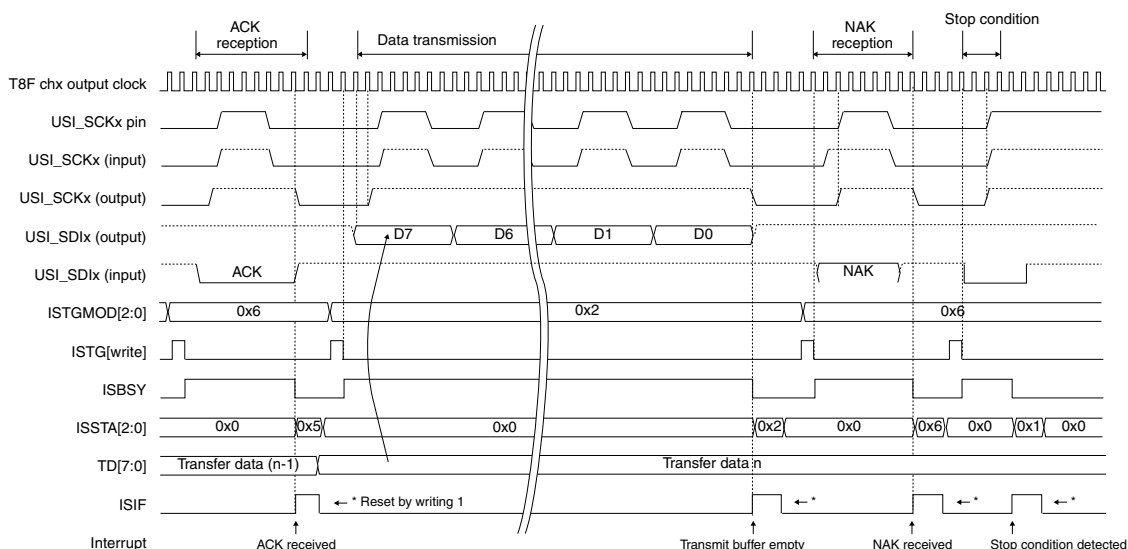 ACK
reception
Data transmission
NAK
reception
Stop condition
T8F chx output clock
USI_SCKx pin
USI_SCKx (input)
USI_SCKx (output)
USI_SDIx (output)
D7
D6
D1
D0
USI_SDIx (input)
ACK
NAK
ISTGMOD[2:0]
0x6
0x2
0x6
ISTG[write]
ISBSY
ISSTA[2:0]
0x0
0x5
0x0
0x2
0x0
0x6
0x0
0x1
0x0
TD[7:0]
Transfer data (n-1)
Transfer data n
ISIF
← * Reset by writing 1
← *
← *
← *
Interrupt
ACK received
Transmit buffer empty
NAK received
Stop condition detected